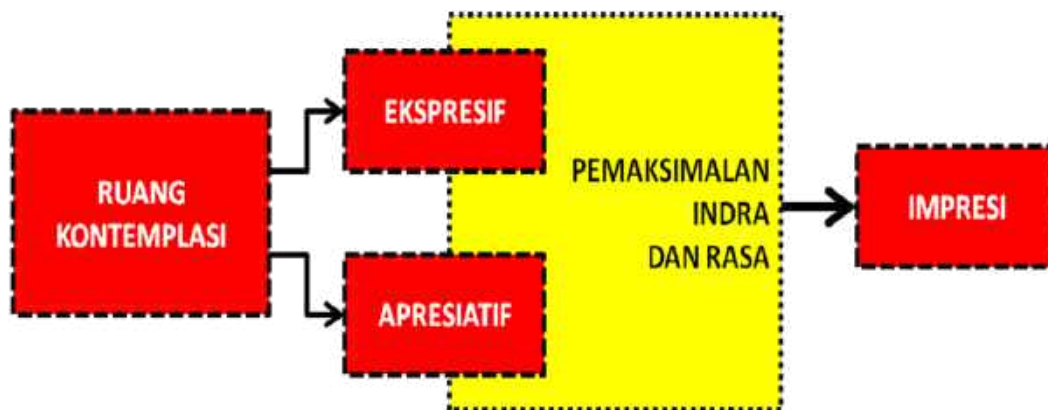 RUANG
KONTEMPLASI
EKSPRESIF
APRESIATIF
PEMAKSIMALAN
INDRA
DAN RASA
IMPRESI